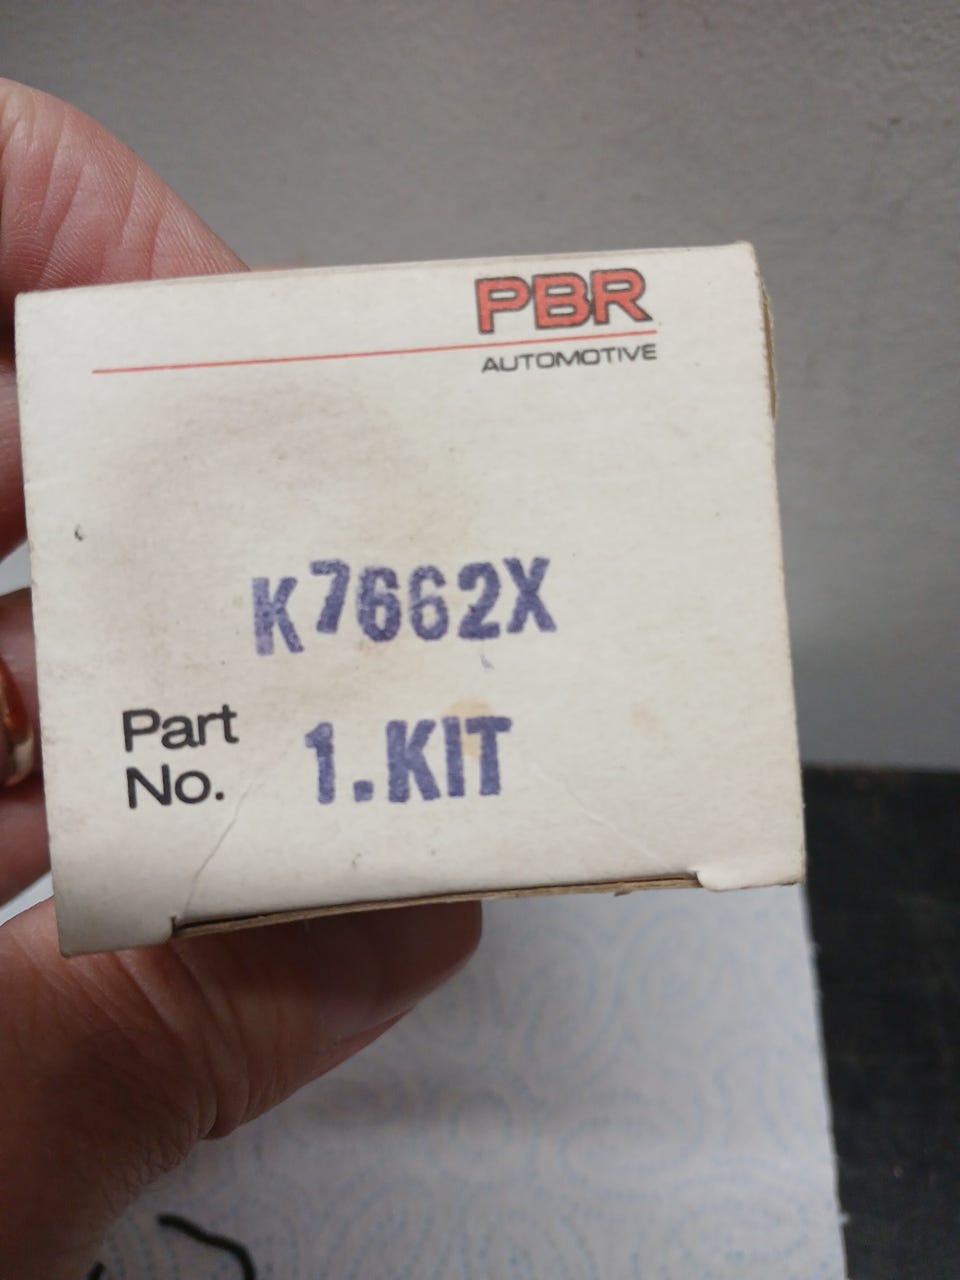 PBR
AUTOMOTIVE
K7662X
Part
No.
1.KIT